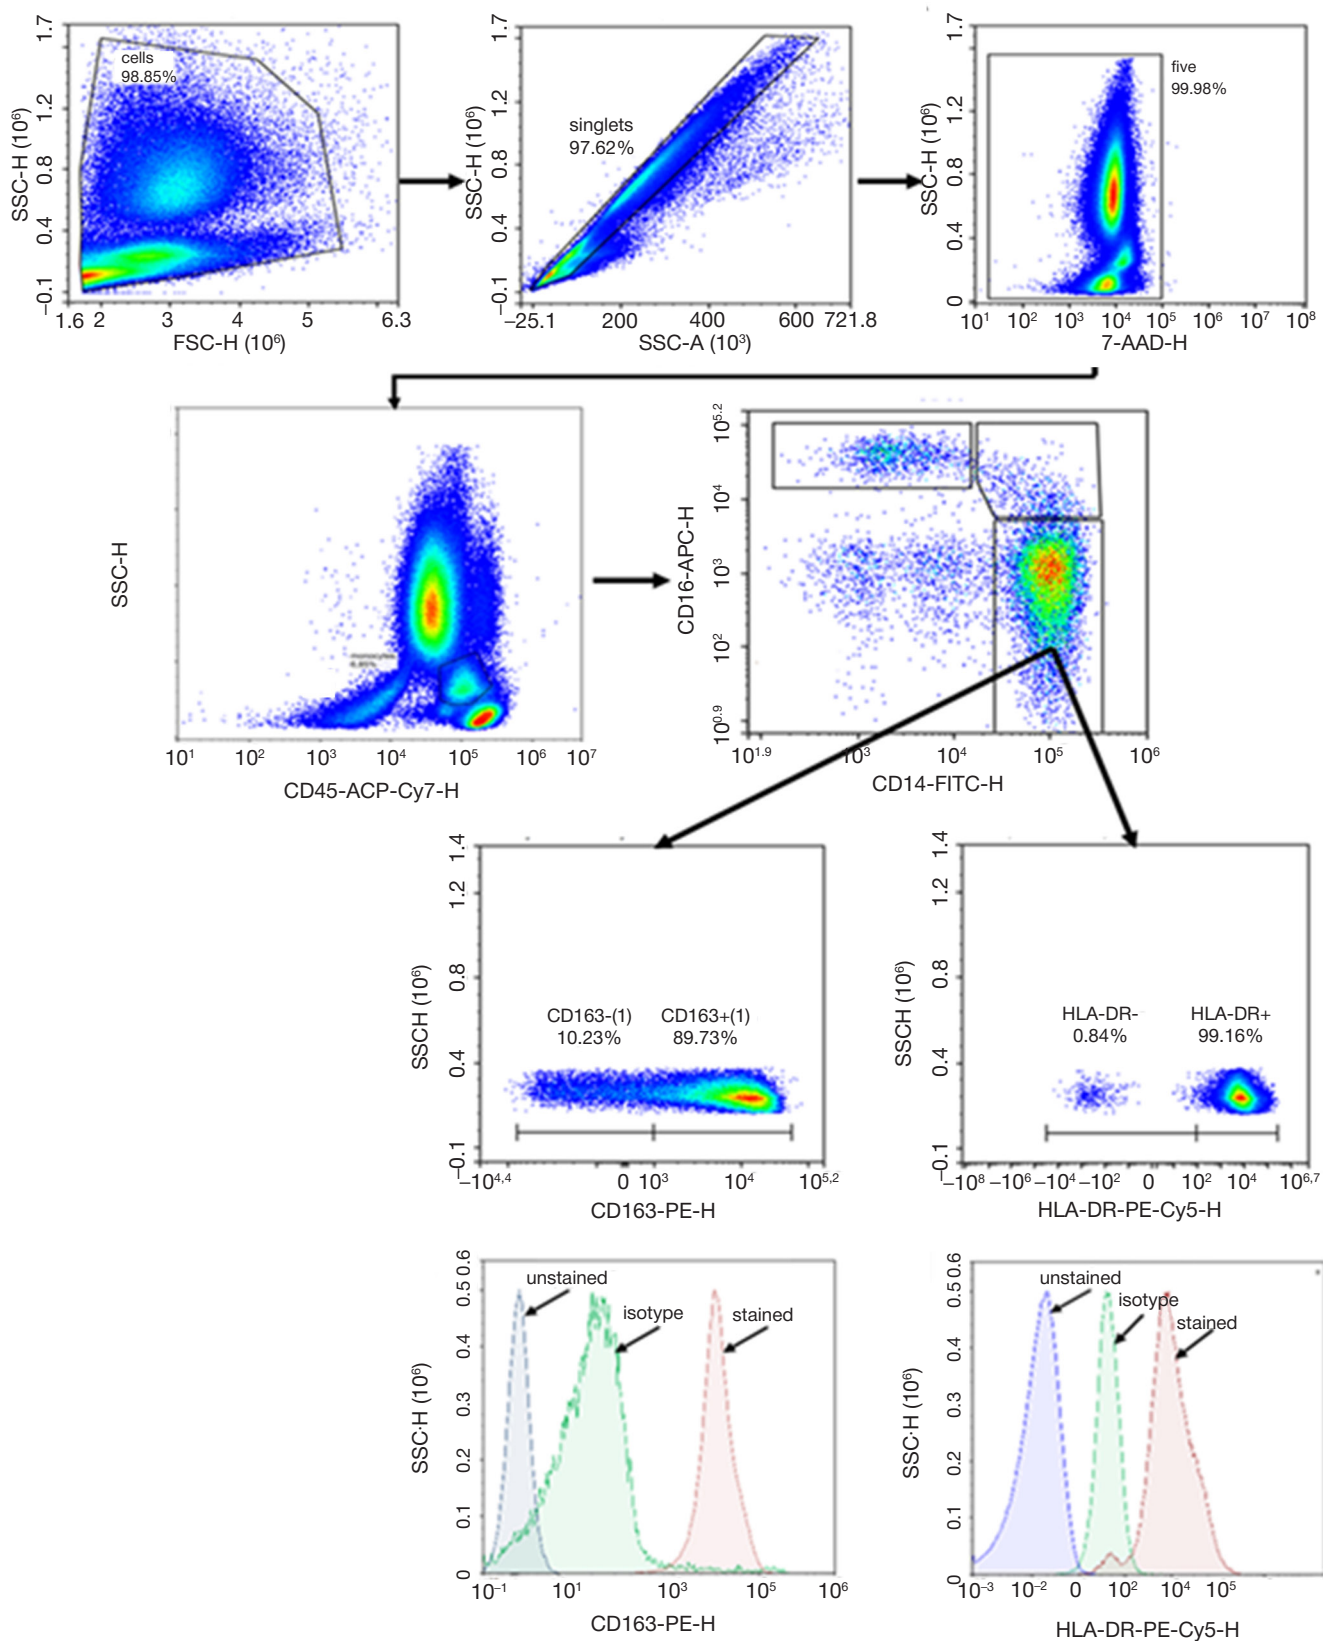 1.7
1.2
0.8
0.4
–0.1
SSC-H (10⁶)
cells
98.85%
1.6 2 3 4 5 6.3
FSC-H (10⁶)
1.7
1.2
0.8
0.4
–0.1
SSC-H (10⁶)
singlets
97.62%
–25.1 200 400 600 721.8
SSC-A (10³)
1.7
1.2
0.8
0.4
0
SSC-H (10⁶)
five
99.98%
10¹ 10² 10³ 10⁴ 10⁵ 10⁶ 10⁷ 10⁸
7-AAD-H
SSC-H
monocytes
10¹ 10² 10³ 10⁴ 10⁵ 10⁶ 10⁷
CD45-ACP-Cy7-H
10⁵·²
10⁴
10³
10²
10⁰·⁹
CD16-APC-H
10¹·⁹ 10³ 10⁴ 10⁵ 10⁶
CD14-FITC-H
1.4
1.2
0.8
0.4
–0.1
SSCH (10⁶)
CD163-(1) CD163+(1)
10.23% 89.73%
–10⁴,⁴ 0 10³ 10⁴ 10⁵,²
CD163-PE-H
1.4
1.2
0.8
0.4
–0.1
SSCH (10⁶)
HLA-DR- HLA-DR+
0.84% 99.16%
–10⁸ –10⁶ –10⁴ –10² 0 10² 10⁴ 10⁶,⁷
HLA-DR-PE-Cy5-H
0.6
0.5
0.4
0.3
0.2
0.1
0
SSC·H (10⁶)
unstained
isotype
stained
10⁻¹ 10¹ 10³ 10⁵ 10⁶
CD163-PE-H
0.6
0.5
0.4
0.3
0.2
0.1
0
SSC·H (10⁶)
unstained
isotype
stained
10⁻³ 10⁻² 0 10² 10⁴ 10⁵
HLA-DR-PE-Cy5-H